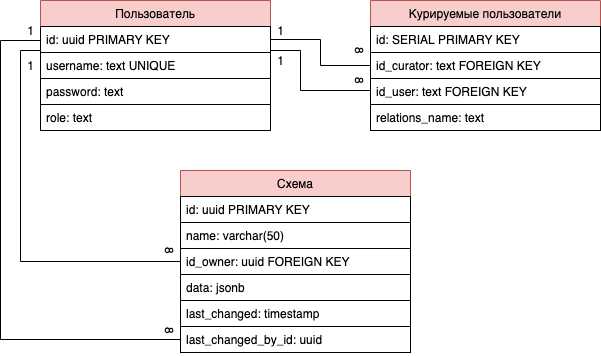 Пользователь
id: uuid PRIMARY KEY
username: text UNIQUE
password: text
role: text
Курируемые пользователи
id: SERIAL PRIMARY KEY
id_curator: text FOREIGN KEY
id_user: text FOREIGN KEY
relations_name: text
1
1
1
1
∞
∞
Схема
id: uuid PRIMARY KEY
name: varchar(50)
id_owner: uuid FOREIGN KEY
data: jsonb
last_changed: timestamp
last_changed_by_id: uuid
∞
∞